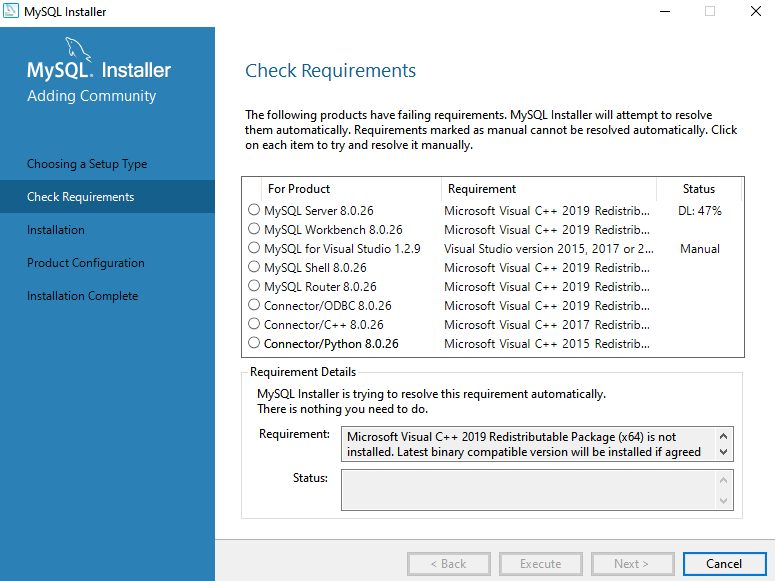 MySQL Installer
MySQL. Installer
Adding Community
Choosing a Setup Type
Check Requirements
Installation
Product Configuration
Installation Complete
Check Requirements
The following products have failing requirements. MySQL Installer will attempt to resolve
them automatically. Requirements marked as manual cannot be resolved automatically. Click
on each item to try and resolve it manually.
For Product Requirement Status
MySQL Server 8.0.26 Microsoft Visual C++ 2019 Redistrib... DL: 47%
MySQL Workbench 8.0.26 Microsoft Visual C++ 2019 Redistrib...
MySQL for Visual Studio 1.2.9 Visual Studio version 2015, 2017 or 2... Manual
MySQL Shell 8.0.26 Microsoft Visual C++ 2019 Redistrib...
MySQL Router 8.0.26 Microsoft Visual C++ 2019 Redistrib...
Connector/ODBC 8.0.26 Microsoft Visual C++ 2019 Redistrib...
Connector/C++ 8.0.26 Microsoft Visual C++ 2017 Redistrib...
Connector/Python 8.0.26 Microsoft Visual C++ 2015 Redistrib...
Requirement Details
MySQL Installer is trying to resolve this requirement automatically.
There is nothing you need to do.
Requirement: Microsoft Visual C++ 2019 Redistributable Package (x64) is not
installed. Latest binary compatible version will be installed if agreed
Status:
< Back Execute Next > Cancel